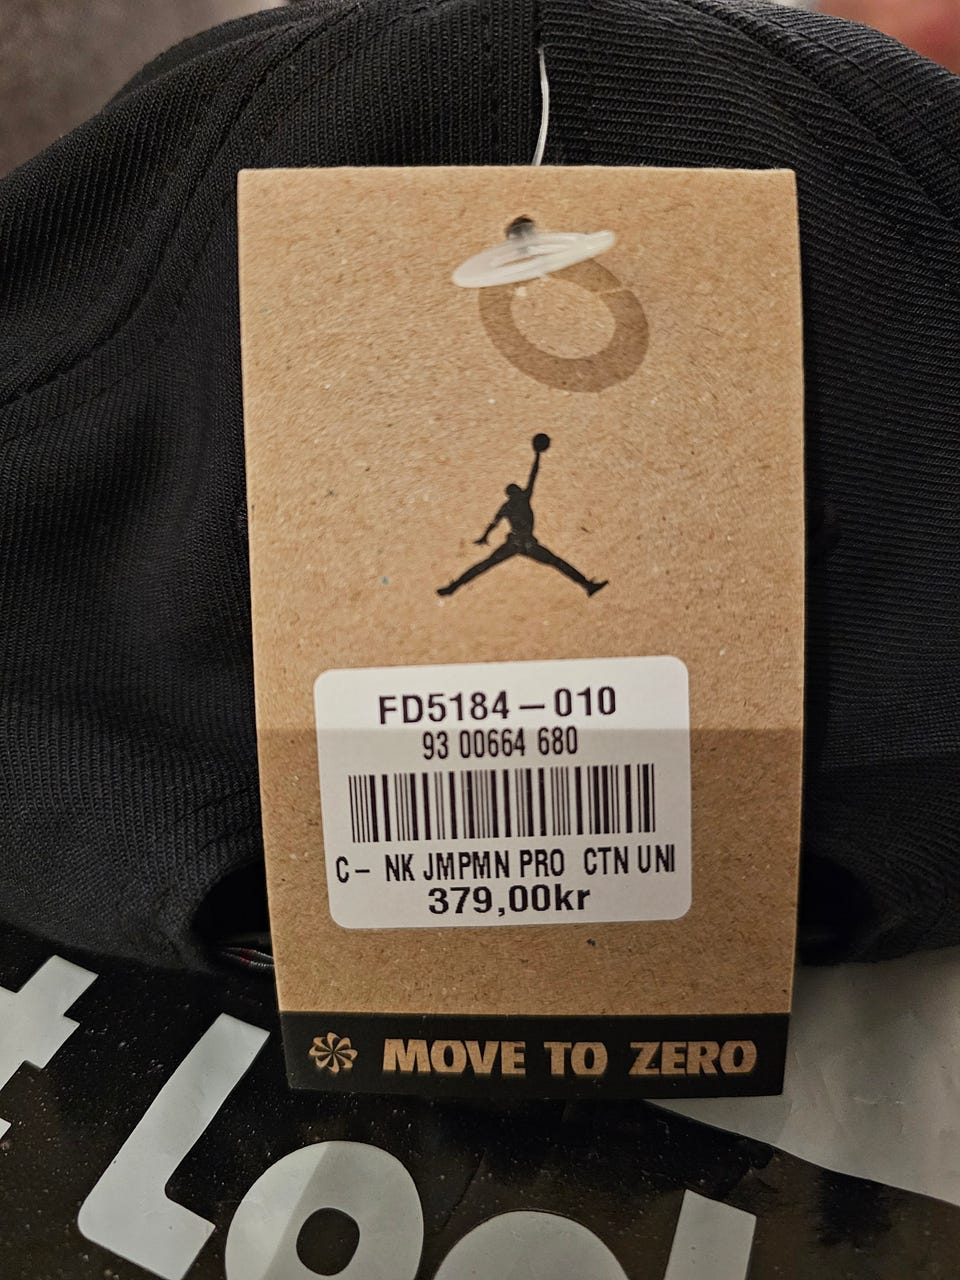 FD5184-010
93 00664 680
C- NK JMPMN PRO CTN UNI
379,00kr
MOVE TO ZERO